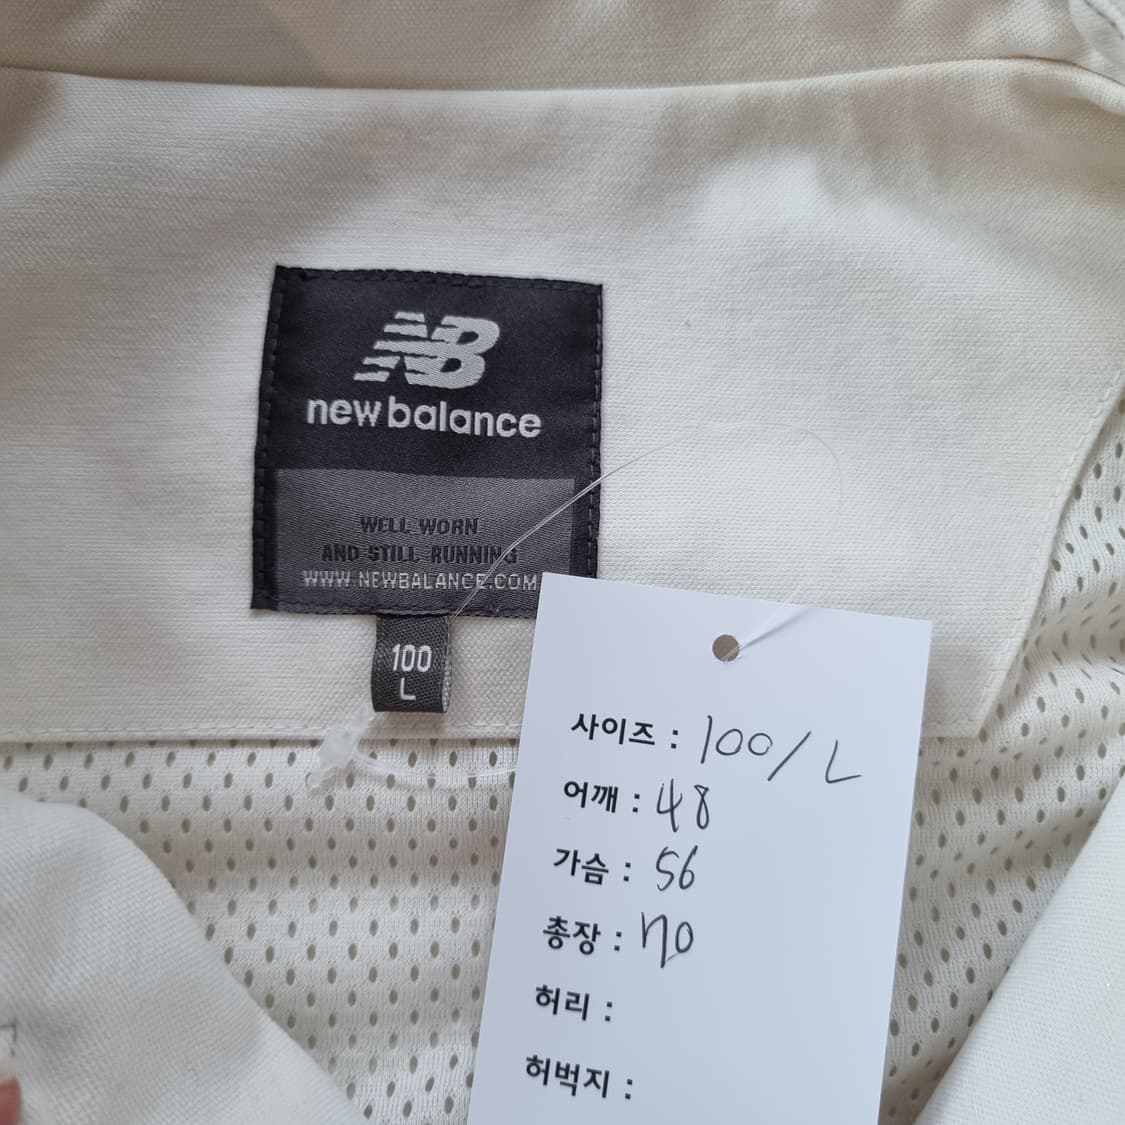 NB
new balance
WELL WORN
AND STILL RUNNING
WWW.NEWBALANCE.COM
100
L
사이즈 : 100/L
어깨 : 48
가슴 : 56
총장 : 70
허리 :
허벅지 :